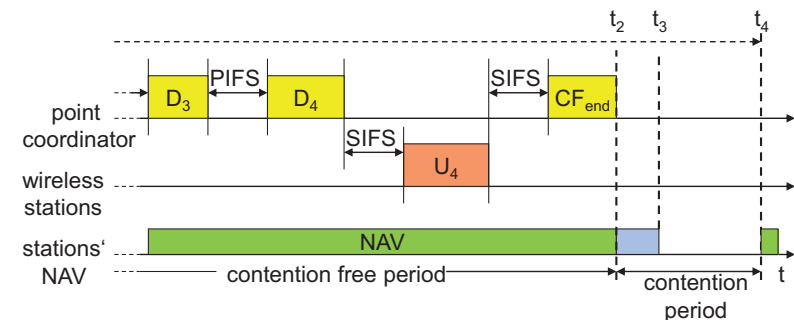 t2 t3 t4
PIFS SIFS
D3 D4 CFend
point
coordinator
SIFS
U4
wireless
stations
stations‘
NAV
NAV
contention free period
contention
period
t